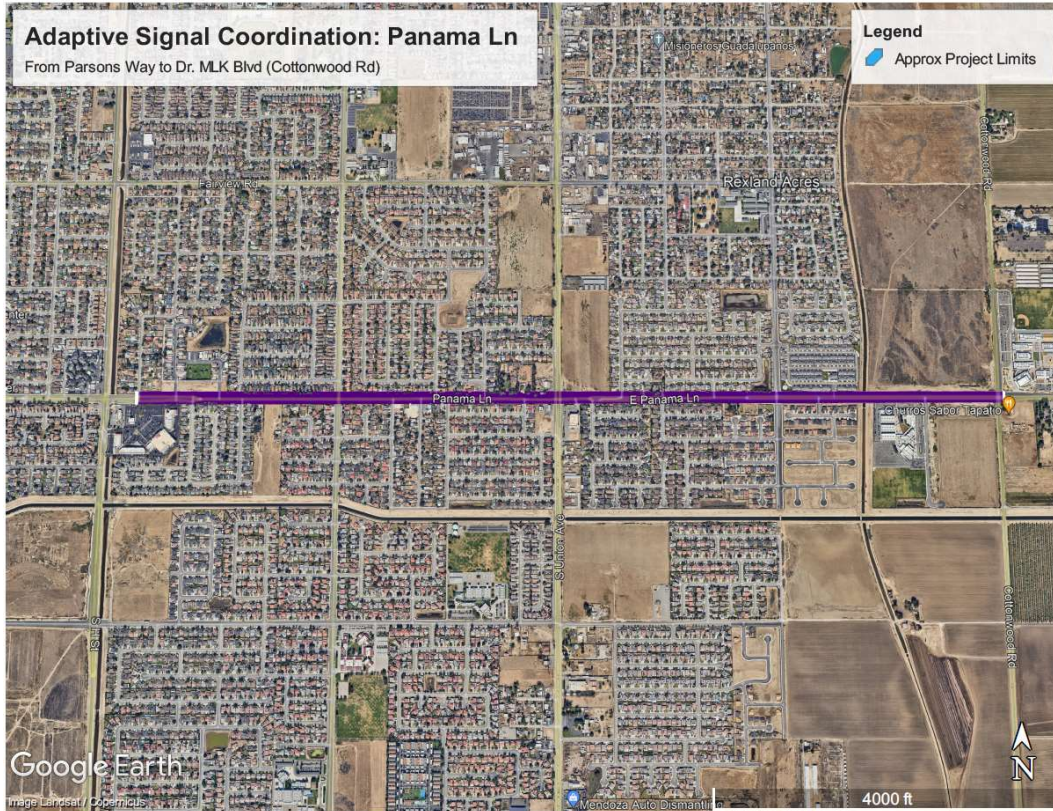 Adaptive Signal Coordination: Panama Ln
From Parsons Way to Dr. MLK Blvd (Cottonwood Rd)
Legend
Approx Project Limits
Misioneros Guadalupanos
Cottonwood Rd
Fairview Rd
Rexland Acres
enter
Panama Ln
E Panama Ln
Churros Sabor Tapatio
S Union Ave
S H St
Cottonwood Rd
N
Google Earth
Image Landsat / Copernicus
Mendoza Auto Dismantling
4000 ft